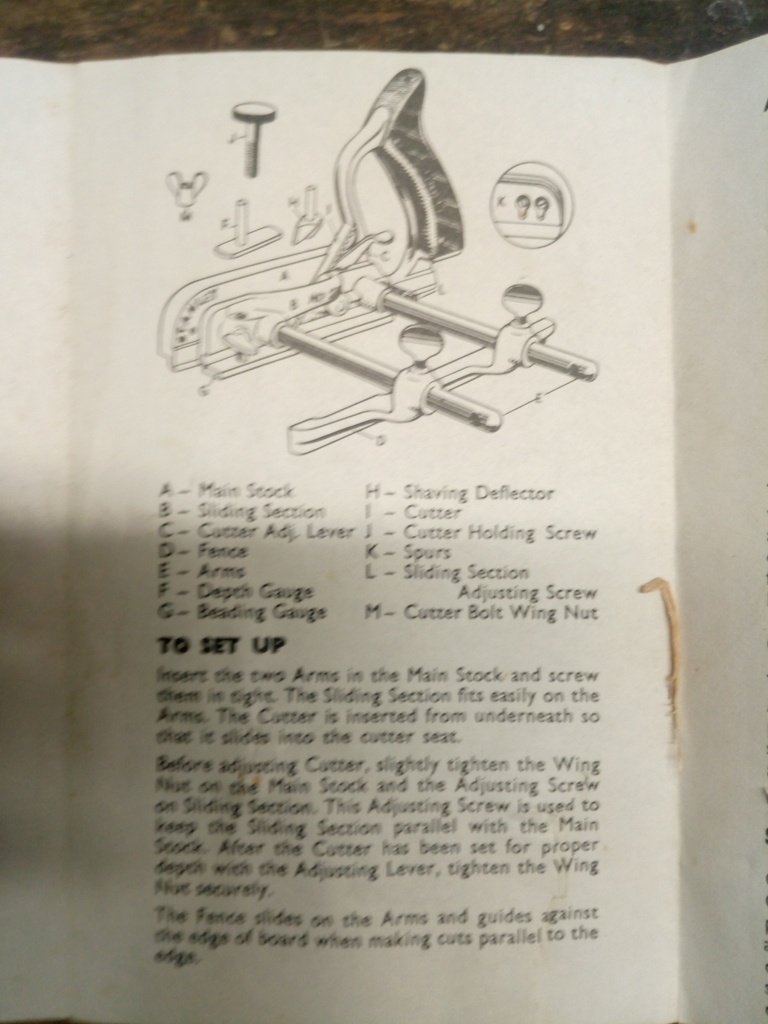 J
M
F
H
I
K
C
A
B
L
G
E
D
A – Main Stock
B – Sliding Section
C – Cutter Adj. Lever
D – Fence
E – Arms
F – Depth Gauge
G – Beading Gauge
H – Shaving Deflector
I – Cutter
J – Cutter Holding Screw
K – Spurs
L – Sliding Section
Adjusting Screw
M – Cutter Bolt Wing Nut
TO SET UP
Insert the two Arms in the Main Stock and screw
them in tight. The Sliding Section fits easily on the
Arms. The Cutter is inserted from underneath so
that it slides into the cutter seat.
Before adjusting Cutter, slightly tighten the Wing
Nut on the Main Stock and the Adjusting Screw
on Sliding Section. This Adjusting Screw is used to
keep the Sliding Section parallel with the Main
Stock. After the Cutter has been set for proper
depth with the Adjusting Lever, tighten the Wing
Nut securely.
The Fence slides on the Arms and guides against
the edge of board when making cuts parallel to the
edge.